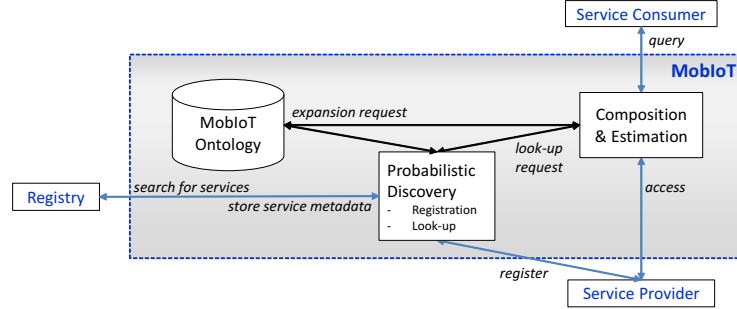 Service Consumer
query
MobIoT
expansion request
MobIoT
Ontology
Composition
& Estimation
look-up
request
Probabilistic
Discovery
- Registration
- Look-up
search for services
Registry
store service metadata
access
register
Service Provider